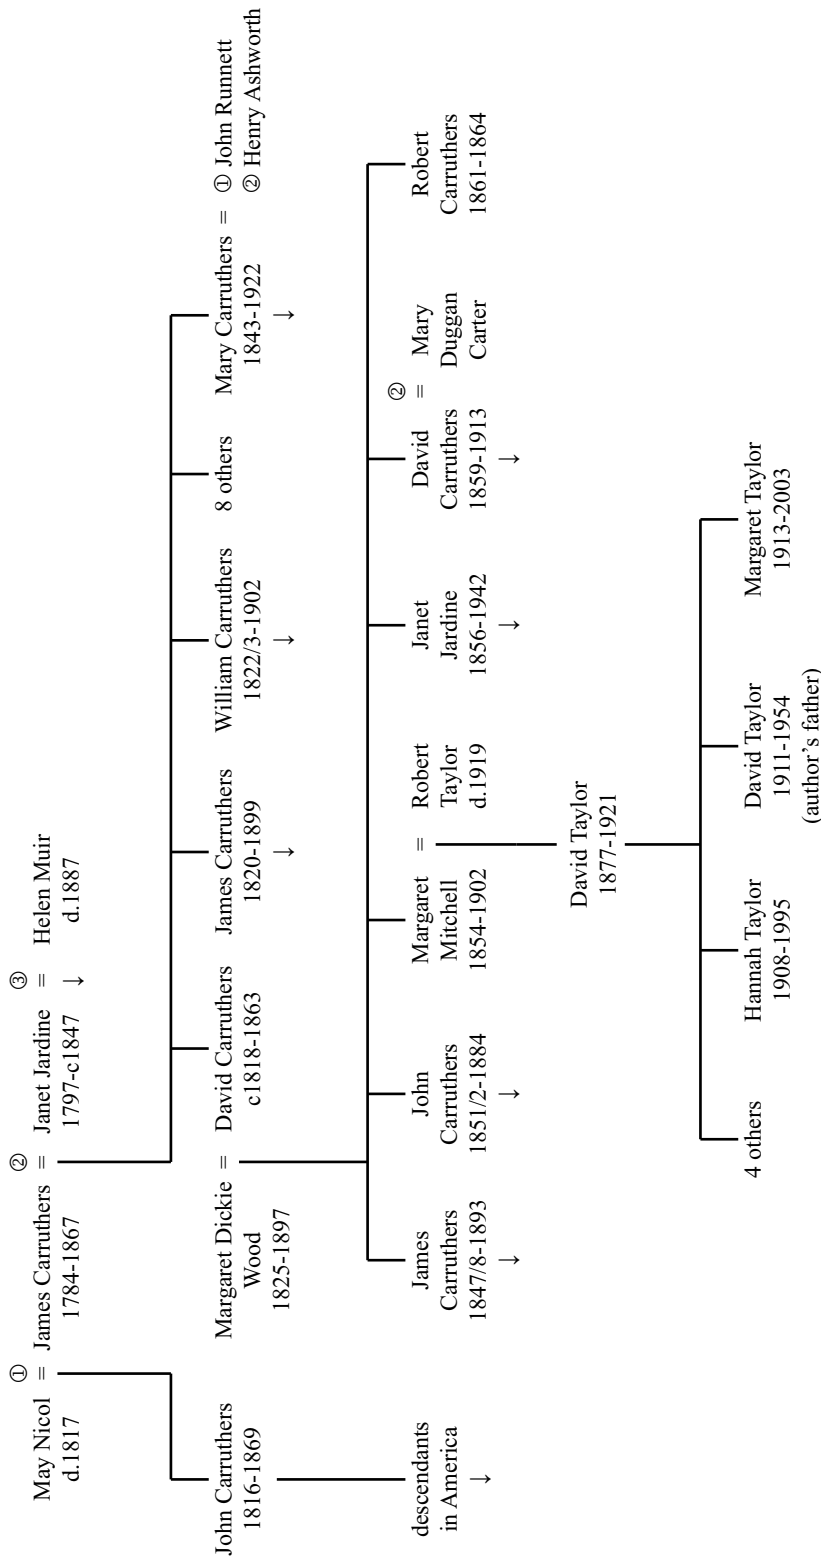 ① ② ③
May Nicol = James Carruthers = Janet Jardine = Helen Muir
d.1817 1784-1867 1797-c1847 ↓ d.1887
John Carruthers
1816-1869
Margaret Dickie
Wood
1825-1897
=
David Carruthers
c1818-1863
James Carruthers
1820-1899
↓
William Carruthers
1822/3-1902
↓
8 others
Mary Carruthers
1843-1922
↓
= ① John Runnett
② Henry Ashworth
descendants
in America
↓
James
Carruthers
1847/8-1893
↓
John
Carruthers
1851/2-1884
↓
Margaret
Mitchell
1854-1902
=
Robert
Taylor
d.1919
Janet
Jardine
1856-1942
↓
David
Carruthers
1859-1913
↓
②
=
Mary
Duggan
Carter
Robert
Carruthers
1861-1864
David Taylor
1877-1921
4 others
Hannah Taylor
1908-1995
David Taylor
1911-1954
(author’s father)
Margaret Taylor
1913-2003